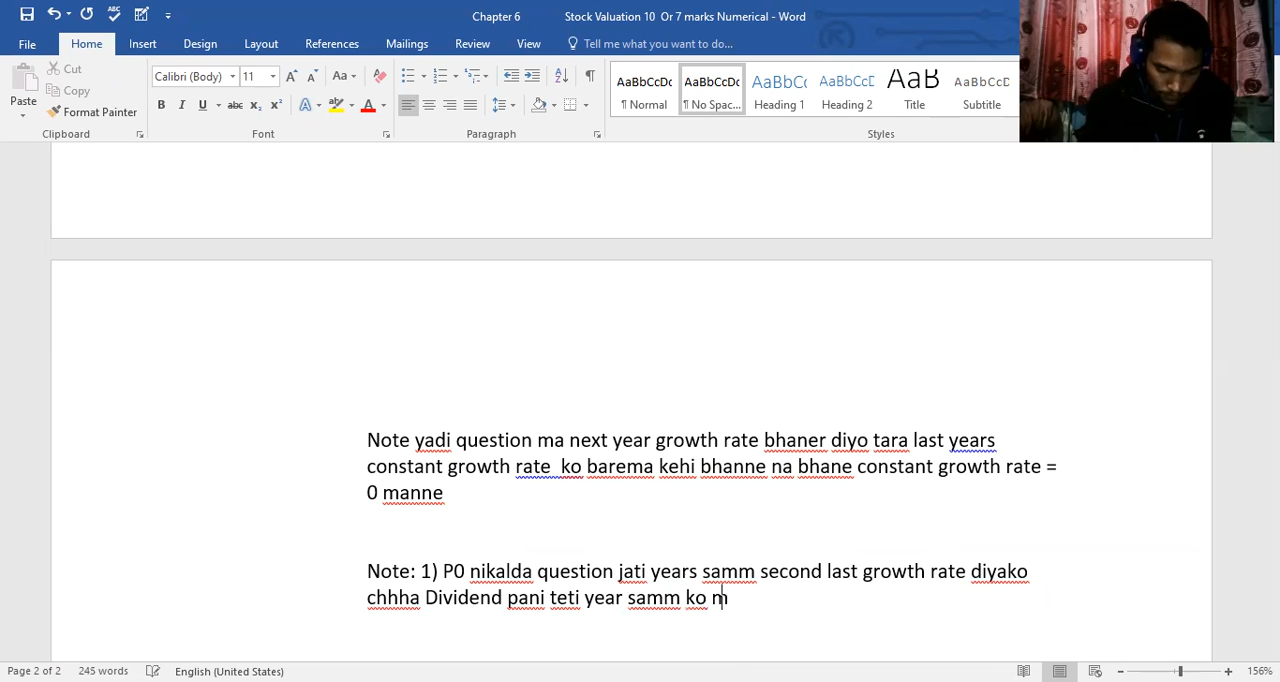 Chapter 6 Stock Valuation 10 Or 7 marks Numerical - Word
File Home Insert Design Layout References Mailings Review View Tell me what you want to do...
Paste
Cut
Copy
Format Painter
Clipboard
Calibri (Body) 11
Font
Paragraph
AaBbCcDc AaBbCcDc AaBbCc AaBbCcD AaB AaBbCcD
¶ Normal ¶ No Spac... Heading 1 Heading 2 Title Subtitle
Styles
Note yadi question ma next year growth rate bhaner diyo tara last years
constant growth rate ko barema kehi bhanne na bhane constant growth rate =
0 manne
Note: 1) P0 nikalda question jati years samm second last growth rate diyako
chhha Dividend pani teti year samm ko m
Page 2 of 2 245 words English (United States) 156%